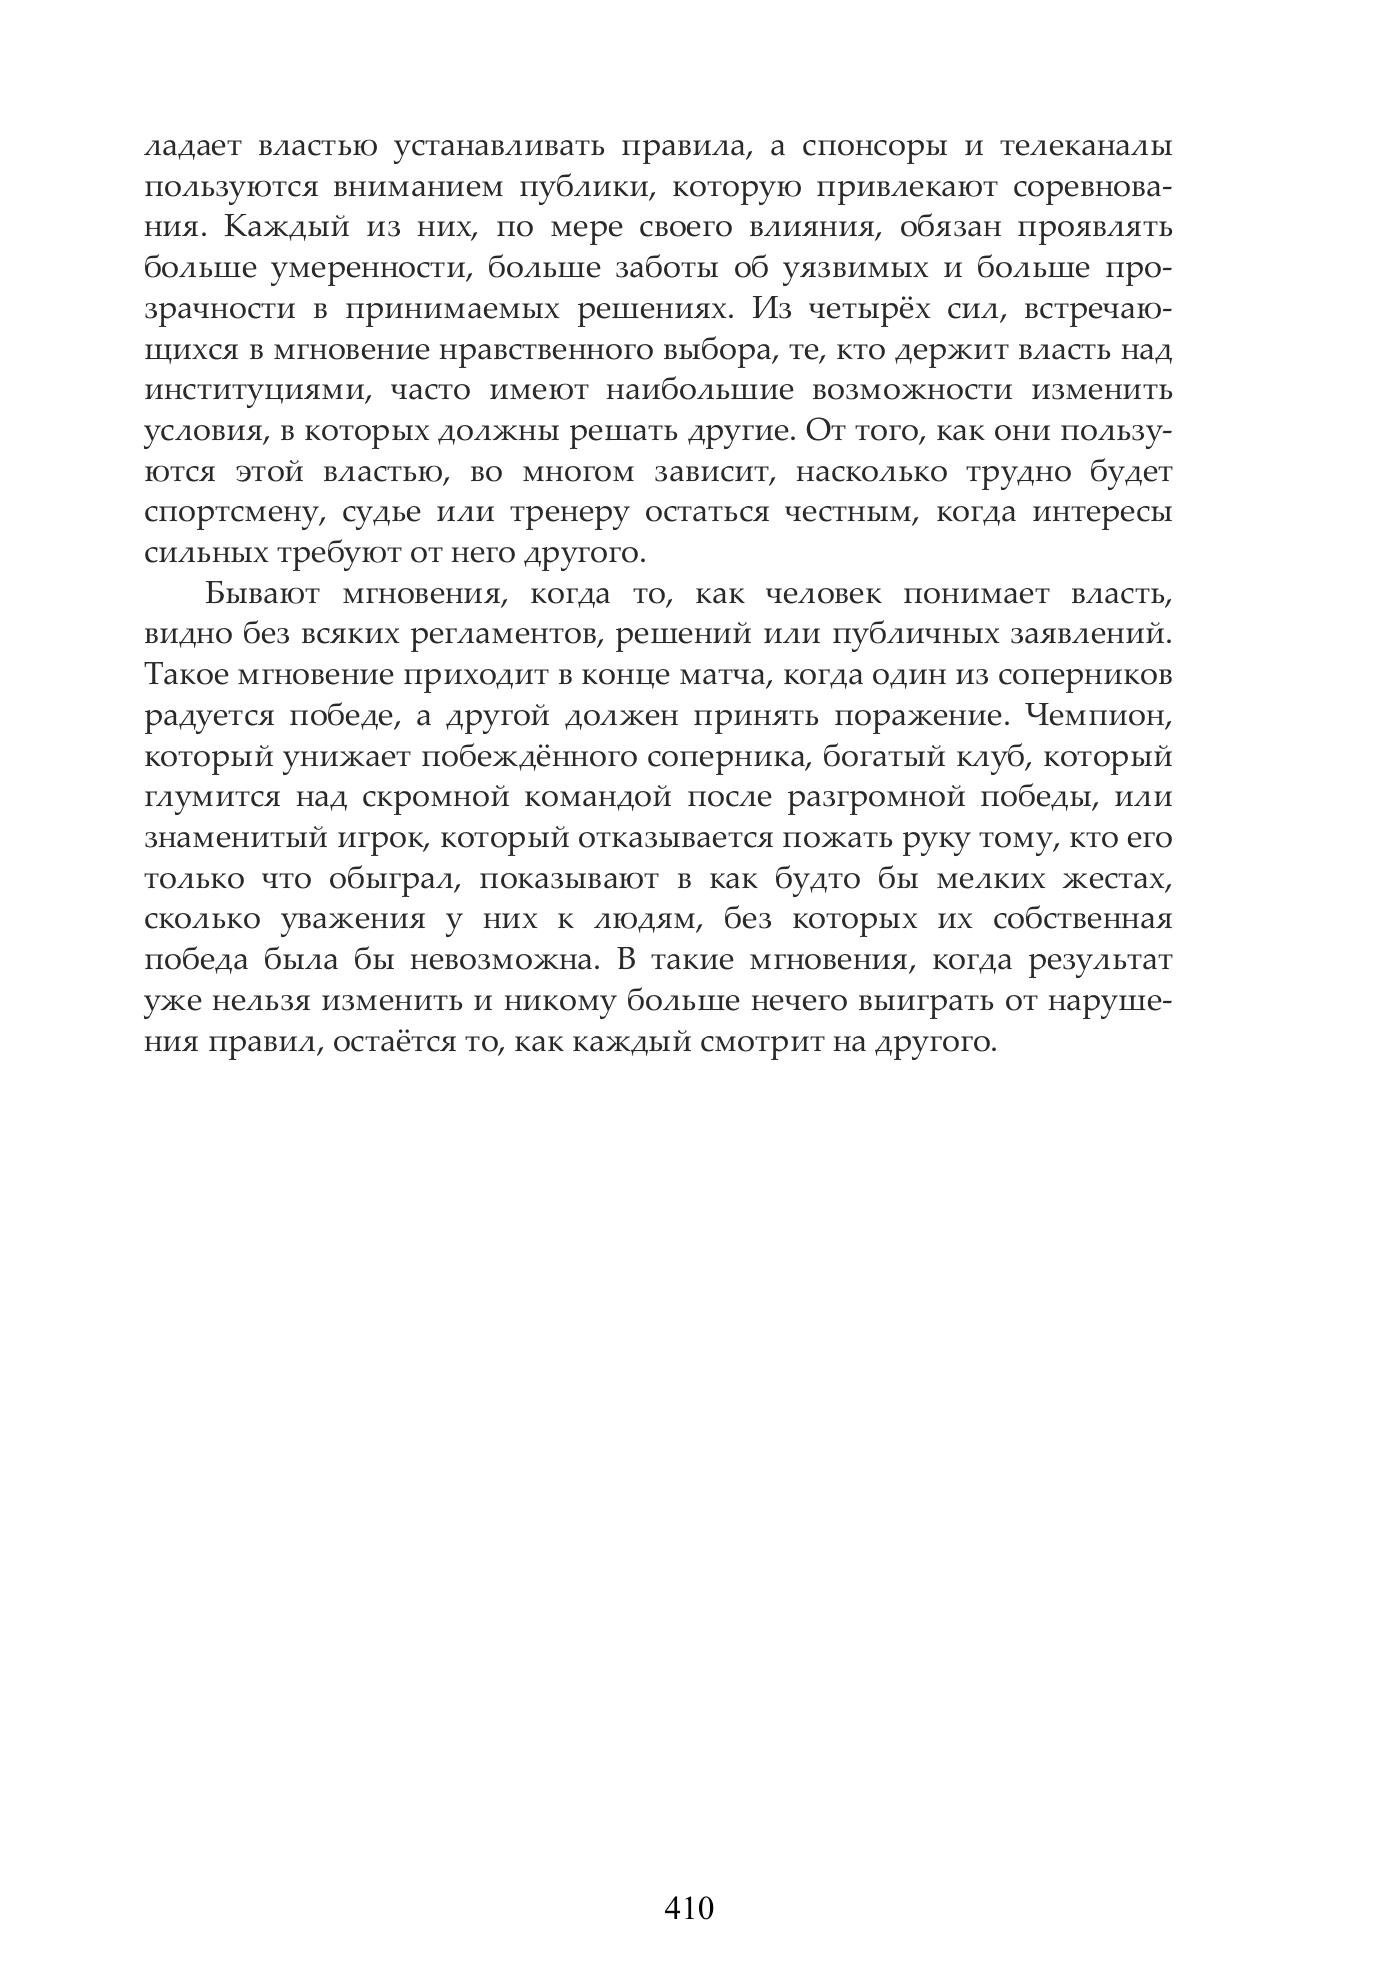 ладает властью устанавливать правила, а спонсоры и телеканалы
пользуются вниманием публики, которую привлекают соревнова-
ния. Каждый из них, по мере своего влияния, обязан проявлять
больше умеренности, больше заботы об уязвимых и больше про-
зрачности в принимаемых решениях. Из четырёх сил, встречаю-
щихся в мгновение нравственного выбора, те, кто держит власть над
институциями, часто имеют наибольшие возможности изменить
условия, в которых должны решать другие. От того, как они пользу-
ются этой властью, во многом зависит, насколько трудно будет
спортсмену, судье или тренеру остаться честным, когда интересы
сильных требуют от него другого.
Бывают мгновения, когда то, как человек понимает власть,
видно без всяких регламентов, решений или публичных заявлений.
Такое мгновение приходит в конце матча, когда один из соперников
радуется победе, а другой должен принять поражение. Чемпион,
который унижает побеждённого соперника, богатый клуб, который
глумится над скромной командой после разгромной победы, или
знаменитый игрок, который отказывается пожать руку тому, кто его
только что обыграл, показывают в как будто бы мелких жестах,
сколько уважения у них к людям, без которых их собственная
победа была бы невозможна. В такие мгновения, когда результат
уже нельзя изменить и никому больше нечего выиграть от наруше-
ния правил, остаётся то, как каждый смотрит на другого.
410